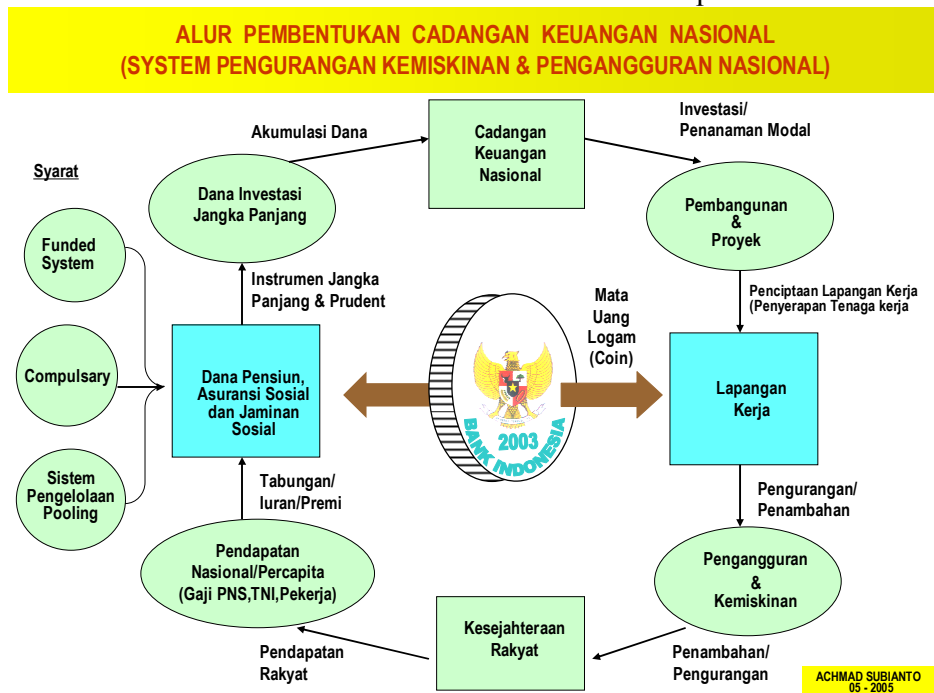 ALUR PEMBENTUKAN CADANGAN KEUANGAN NASIONAL
(SYSTEM PENGURANGAN KEMISKINAN & PENGANGGURAN NASIONAL)
Investasi/
Penanaman Modal
Akumulasi Dana
Cadangan
Keuangan
Nasional
Syarat
Dana Investasi
Jangka Panjang
Pembangunan
&
Proyek
Funded
System
Instrumen Jangka
Panjang & Prudent
Mata
Uang
Logam
(Coin)
Penciptaan Lapangan Kerja
(Penyerapan Tenaga kerja
Compulsary
Dana Pensiun,
Asuransi Sosial
dan Jaminan
Sosial
2003
BANK INDONESIA
Lapangan
Kerja
Sistem
Pengelolaan
Pooling
Tabungan/
Iuran/Premi
Pengurangan/
Penambahan
Pendapatan
Nasional/Percapita
(Gaji PNS,TNI,Pekerja)
Pengangguran
&
Kemiskinan
Kesejahteraan
Rakyat
Pendapatan
Rakyat
Penambahan/
Pengurangan
ACHMAD SUBIANTO
05 - 2005